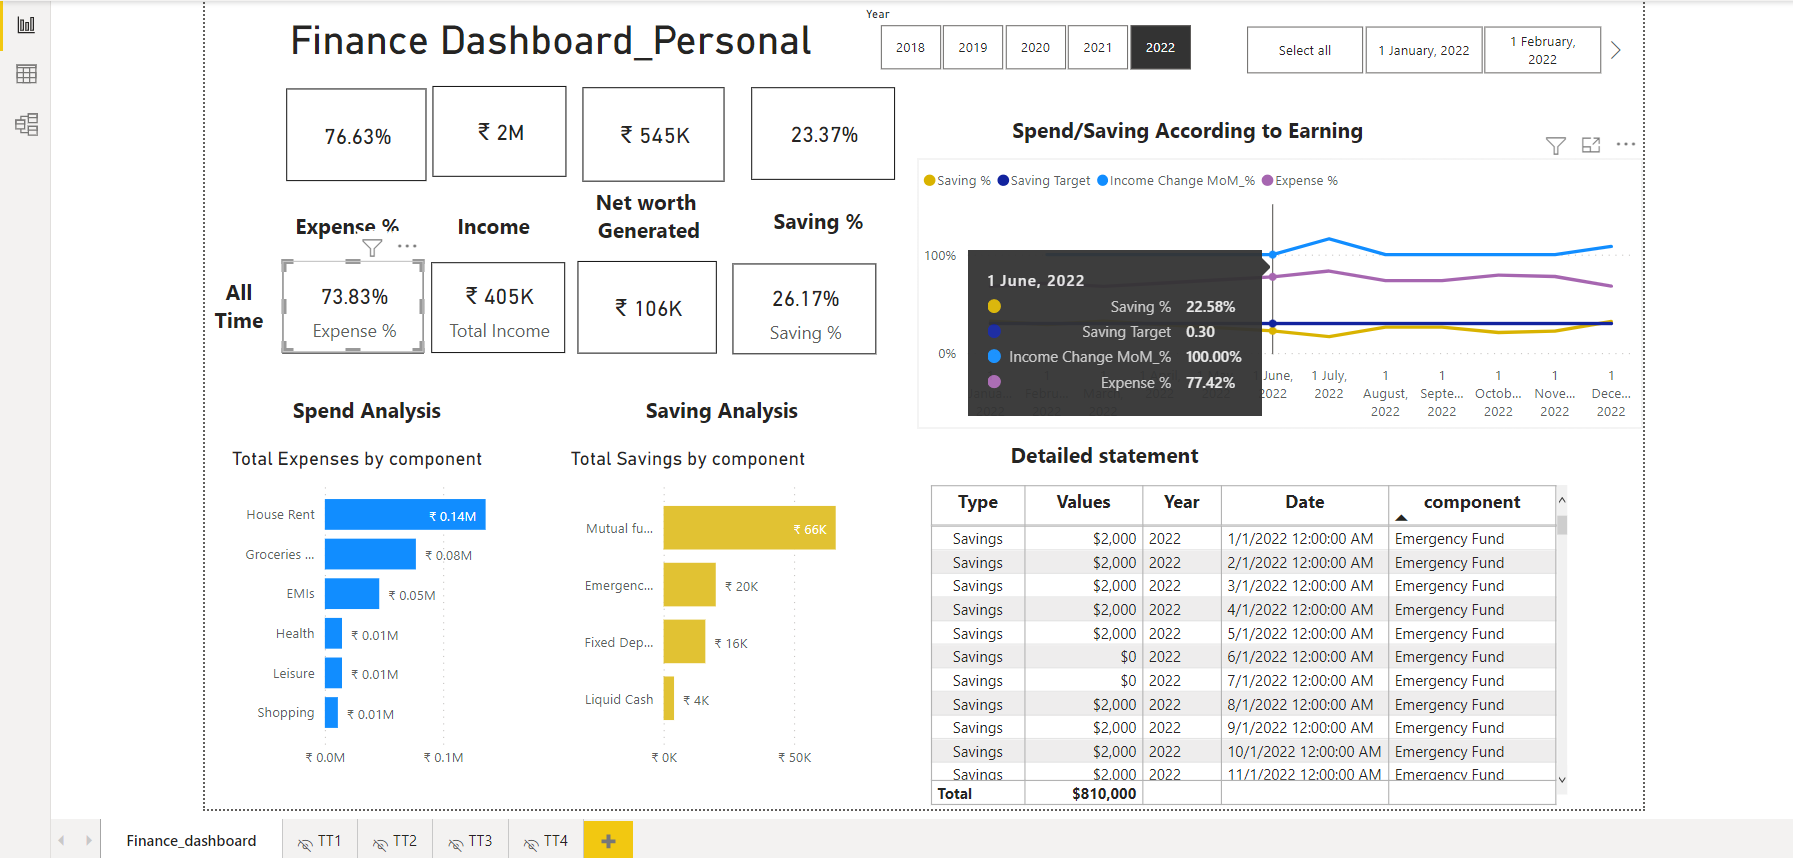 Finance Dashboard_Personal
Year
2018
2019
2020
2021
2022
Select all
1 January, 2022
1 February,
2022
76.63%
₹ 2M
₹ 545K
23.37%
Expense %
Income
Net worth
Generated
Saving %
All
Time
73.83%
Expense %
₹ 405K
Total Income
₹ 106K
26.17%
Saving %
Spend/Saving According to Earning
Saving %
Saving Target
Income Change MoM_%
Expense %
100%
0%
1 June, 2022
Saving % 22.58%
Saving Target 0.30
Income Change MoM_% 100.00%
Expense % 77.42%
June,
2022
1 July,
2022
1
August,
2022
1
Septe...
2022
1
Octob...
2022
1
Nove...
2022
1
Dece...
2022
Spend Analysis
Total Expenses by component
House Rent ₹ 0.14M
Groceries ... ₹ 0.08M
EMIs ₹ 0.05M
Health ₹ 0.01M
Leisure ₹ 0.01M
Shopping ₹ 0.01M
₹ 0.0M ₹ 0.1M
Saving Analysis
Total Savings by component
Mutual fu... ₹ 66K
Emergenc... ₹ 20K
Fixed Dep... ₹ 16K
Liquid Cash ₹ 4K
₹ 0K ₹ 50K
Detailed statement
Type Values Year Date component
Savings $2,000 2022 1/1/2022 12:00:00 AM Emergency Fund
Savings $2,000 2022 2/1/2022 12:00:00 AM Emergency Fund
Savings $2,000 2022 3/1/2022 12:00:00 AM Emergency Fund
Savings $2,000 2022 4/1/2022 12:00:00 AM Emergency Fund
Savings $2,000 2022 5/1/2022 12:00:00 AM Emergency Fund
Savings $0 2022 6/1/2022 12:00:00 AM Emergency Fund
Savings $0 2022 7/1/2022 12:00:00 AM Emergency Fund
Savings $2,000 2022 8/1/2022 12:00:00 AM Emergency Fund
Savings $2,000 2022 9/1/2022 12:00:00 AM Emergency Fund
Savings $2,000 2022 10/1/2022 12:00:00 AM Emergency Fund
Savings $2,000 2022 11/1/2022 12:00:00 AM Emergency Fund
Total $810,000
Finance_dashboard
TT1
TT2
TT3
TT4